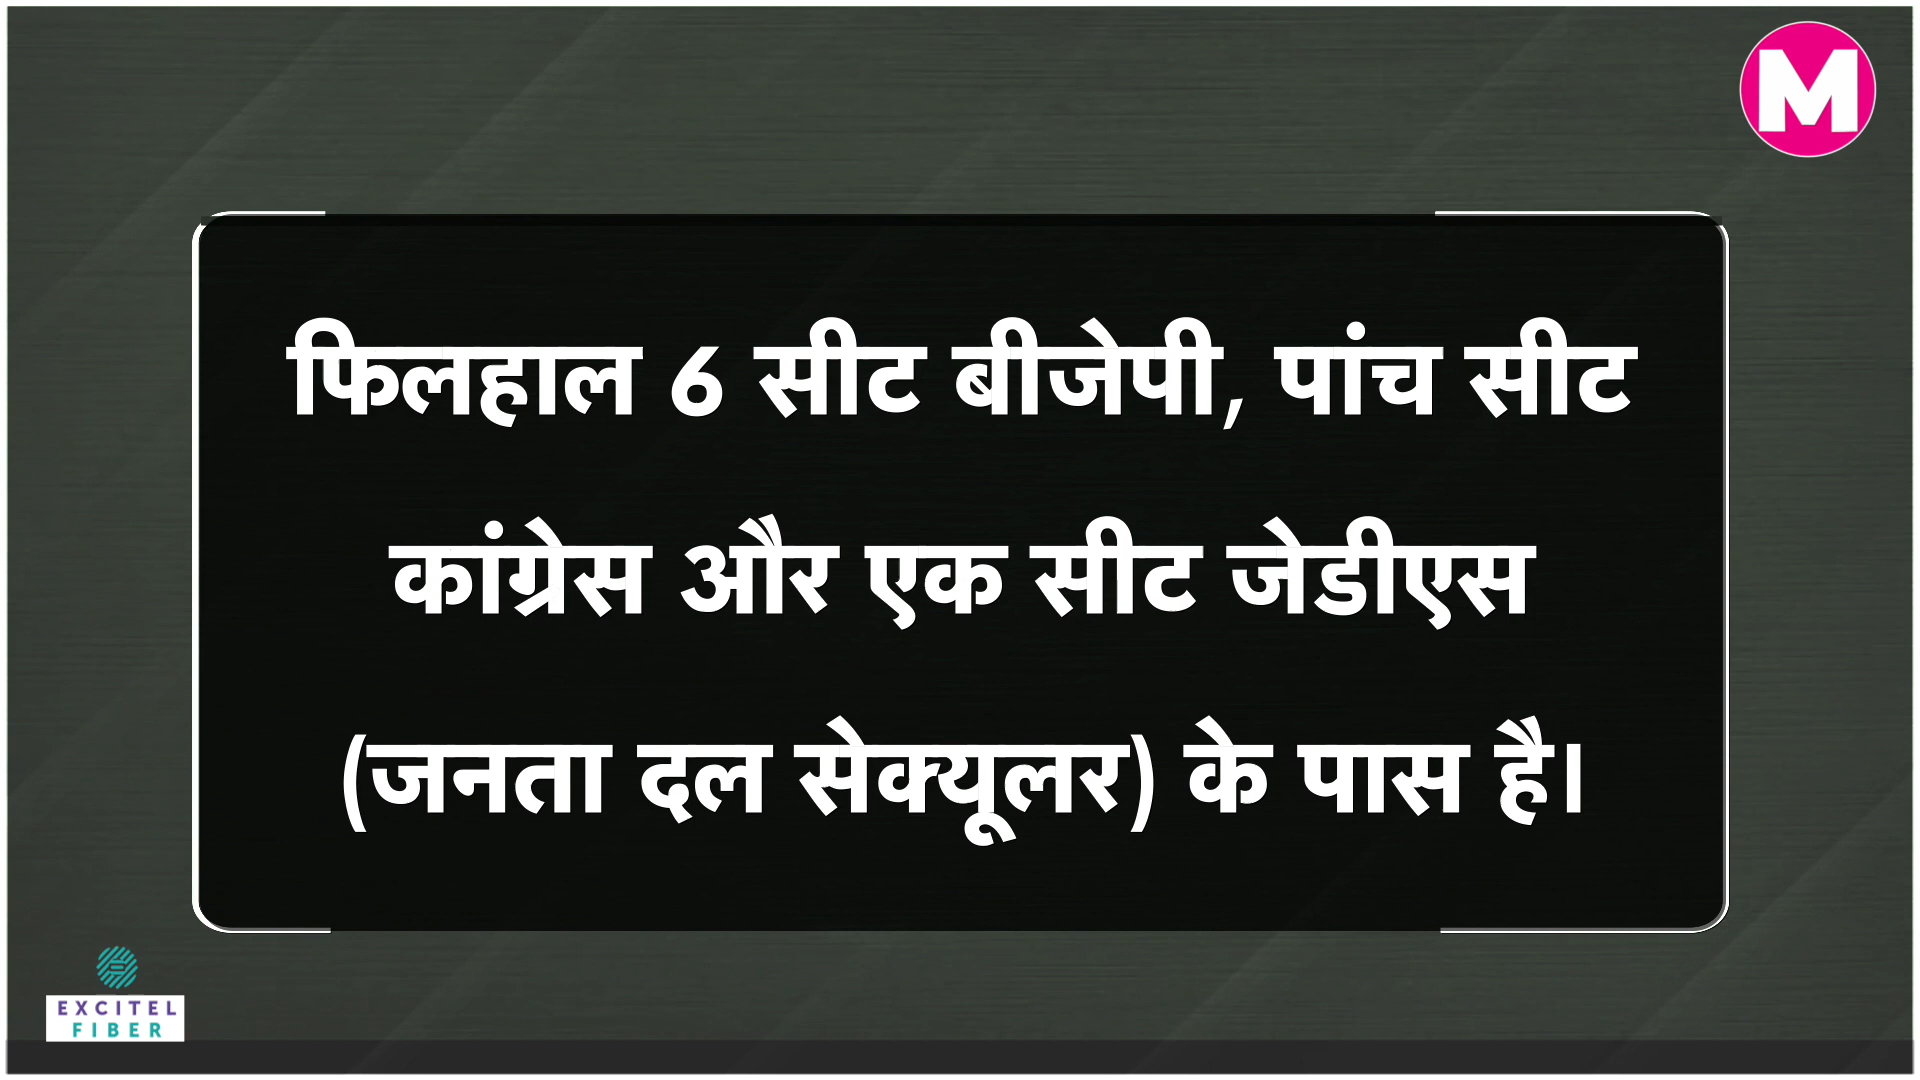 M
फिलहाल 6 सीट बीजेपी, पांच सीट
कांग्रेस और एक सीट जेडीएस
(जनता दल सेक्यूलर) के पास है।
EXCITEL
FIBER